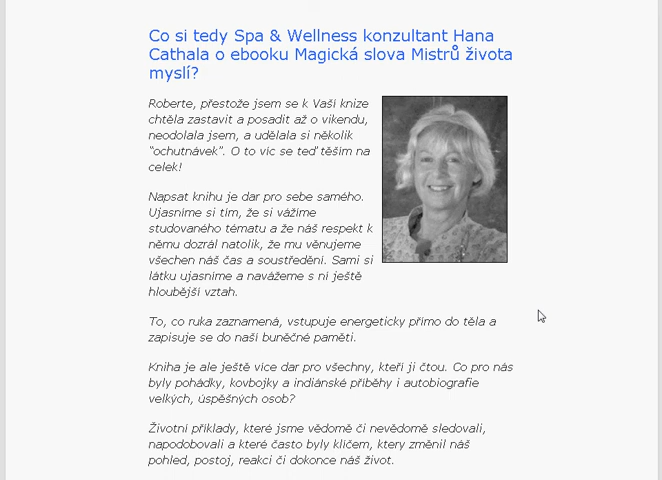 Co si tedy Spa & Wellness konzultant Hana
Cathala o ebooku Magická slova Mistrů života
myslí?
Roberte, přestože jsem se k Vaší knize
chtěla zastavit a posadit až o víkendu,
neodolala jsem, a udělala si několik
"ochutnávek". O to víc se teď těším na
celek!
Napsat knihu je dar pro sebe samého.
Ujasníme si tím, že si vážíme
studovaného tématu a že náš respekt k
němu dozrál natolik, že mu věnujeme
všechen náš čas a soustředění. Sami si
látku ujasníme a navážeme s ní ještě
hloubější vztah.
To, co ruka zaznamená, vstupuje energeticky přímo do těla a
zapisuje se do naší buněčné paměti.
Kniha je ale ještě více dar pro všechny, kteří ji čtou. Co pro nás
byly pohádky, kovbojky a indiánské příběhy i autobiografie
velkých, úspěšných osob?
Životní příklady, které jsme vědomě či nevědomě sledovali,
napodobovali a které často byly klíčem, ktery změnil náš
pohled, postoj, reakci či dokonce náš život.